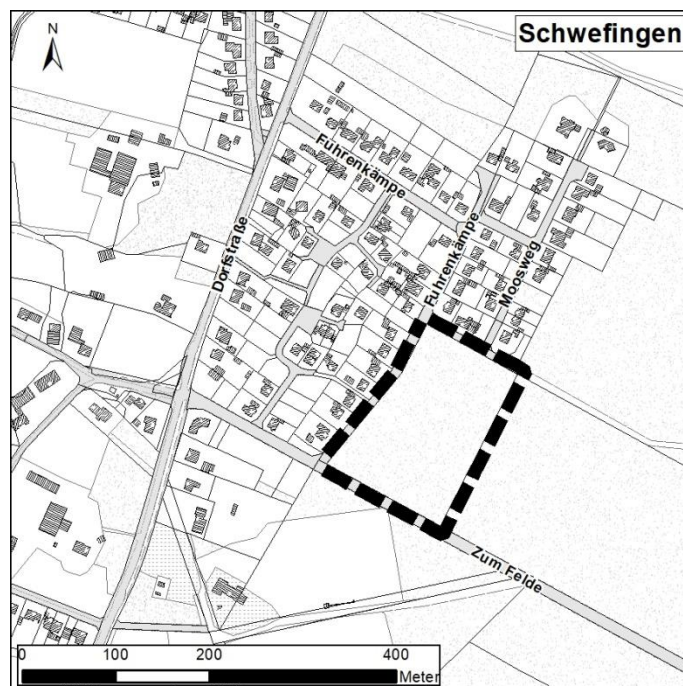 Schwefingen
N
Fuhrenkämpe
Fuhrenkämpe
Moosweg
Dorfstraße
Zum Felde
0 100 200 400
Meter